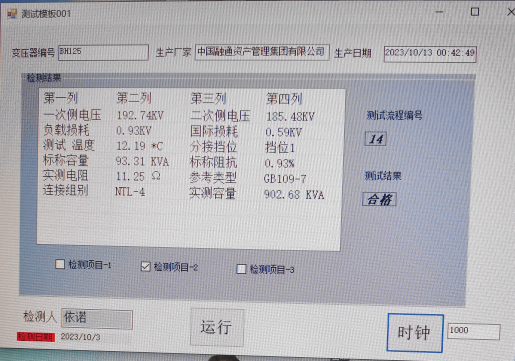 测试模板001
变压器编号 BH125 生产厂家 中国融通资产管理集团有限公司 生产日期 2023/10/13 00:42:49
检测结果
第一列 第二列 第三列 第四列
一次侧电压 192.74KV 二次侧电压 185.48KV
负载损耗 0.93KV 国际损耗 0.59KV
测试 温度 12.19 *C 分接挡位 挡位1
标称容量 93.31 KVA 标称阻抗 0.93%
实测电阻 11.25 Ω 参考类型 GB109-7
连接组别 NTL-4 实测容量 902.68 KVA
测试流程编号
14
测试结果
合格
检测项目-1 检测项目-2 检测项目-3
检测人 依诺 运行 时钟 1000
检测日期 2023/10/3